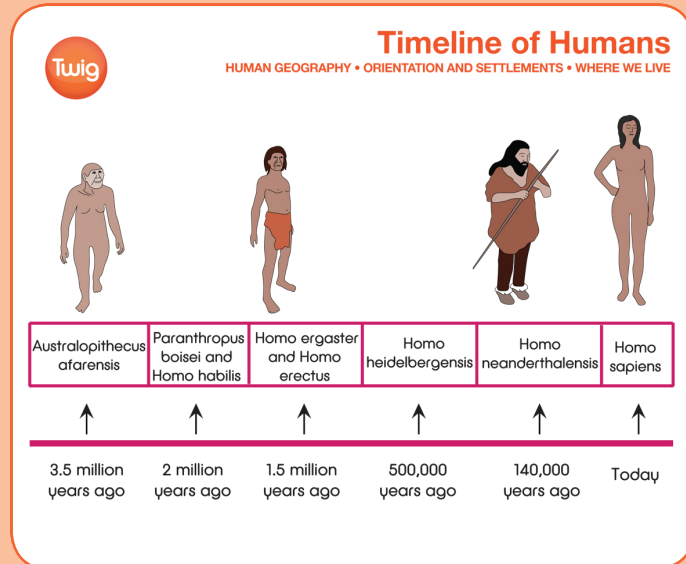 Twig
Timeline of Humans
HUMAN GEOGRAPHY • ORIENTATION AND SETTLEMENTS • WHERE WE LIVE
Australopithecus
afarensis
Paranthropus
boisei and
Homo habilis
Homo ergaster
and Homo
erectus
Homo
heidelbergensis
Homo
neanderthalensis
Homo
sapiens
3.5 million
years ago
2 million
years ago
1.5 million
years ago
500,000
years ago
140,000
years ago
Today